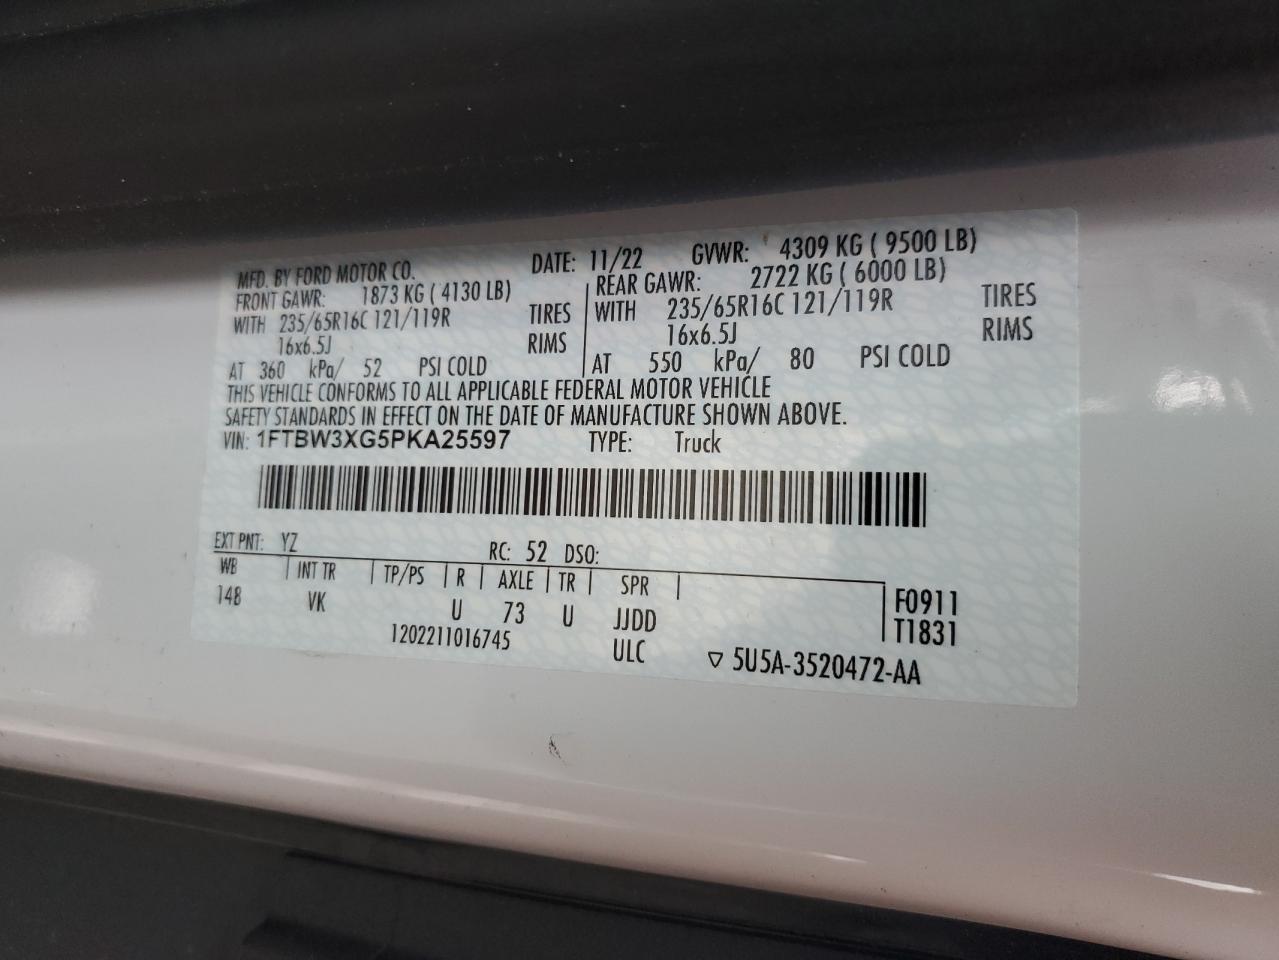 MFD. BY FORD MOTOR CO. DATE: 11/22 GVWR: 4309 KG ( 9500 LB)
FRONT GAWR: 1873 KG ( 4130 LB) REAR GAWR: 2722 KG ( 6000 LB)
WITH 235/65R16C 121/119R TIRES WITH 235/65R16C 121/119R TIRES
16x6.5J RIMS 16x6.5J RIMS
AT 360 kPa/ 52 PSI COLD AT 550 kPa/ 80 PSI COLD
THIS VEHICLE CONFORMS TO ALL APPLICABLE FEDERAL MOTOR VEHICLE
SAFETY STANDARDS IN EFFECT ON THE DATE OF MANUFACTURE SHOWN ABOVE.
VIN: 1FTBW3XG5PKA25597 TYPE: Truck
EXT PNT: YZ RC: 52 DSO:
WB INT TR TP/PS R AXLE TR SPR F0911
148 VK U 73 U JJDD T1831
1202211016745 ULC ▽ 5U5A-3520472-AA